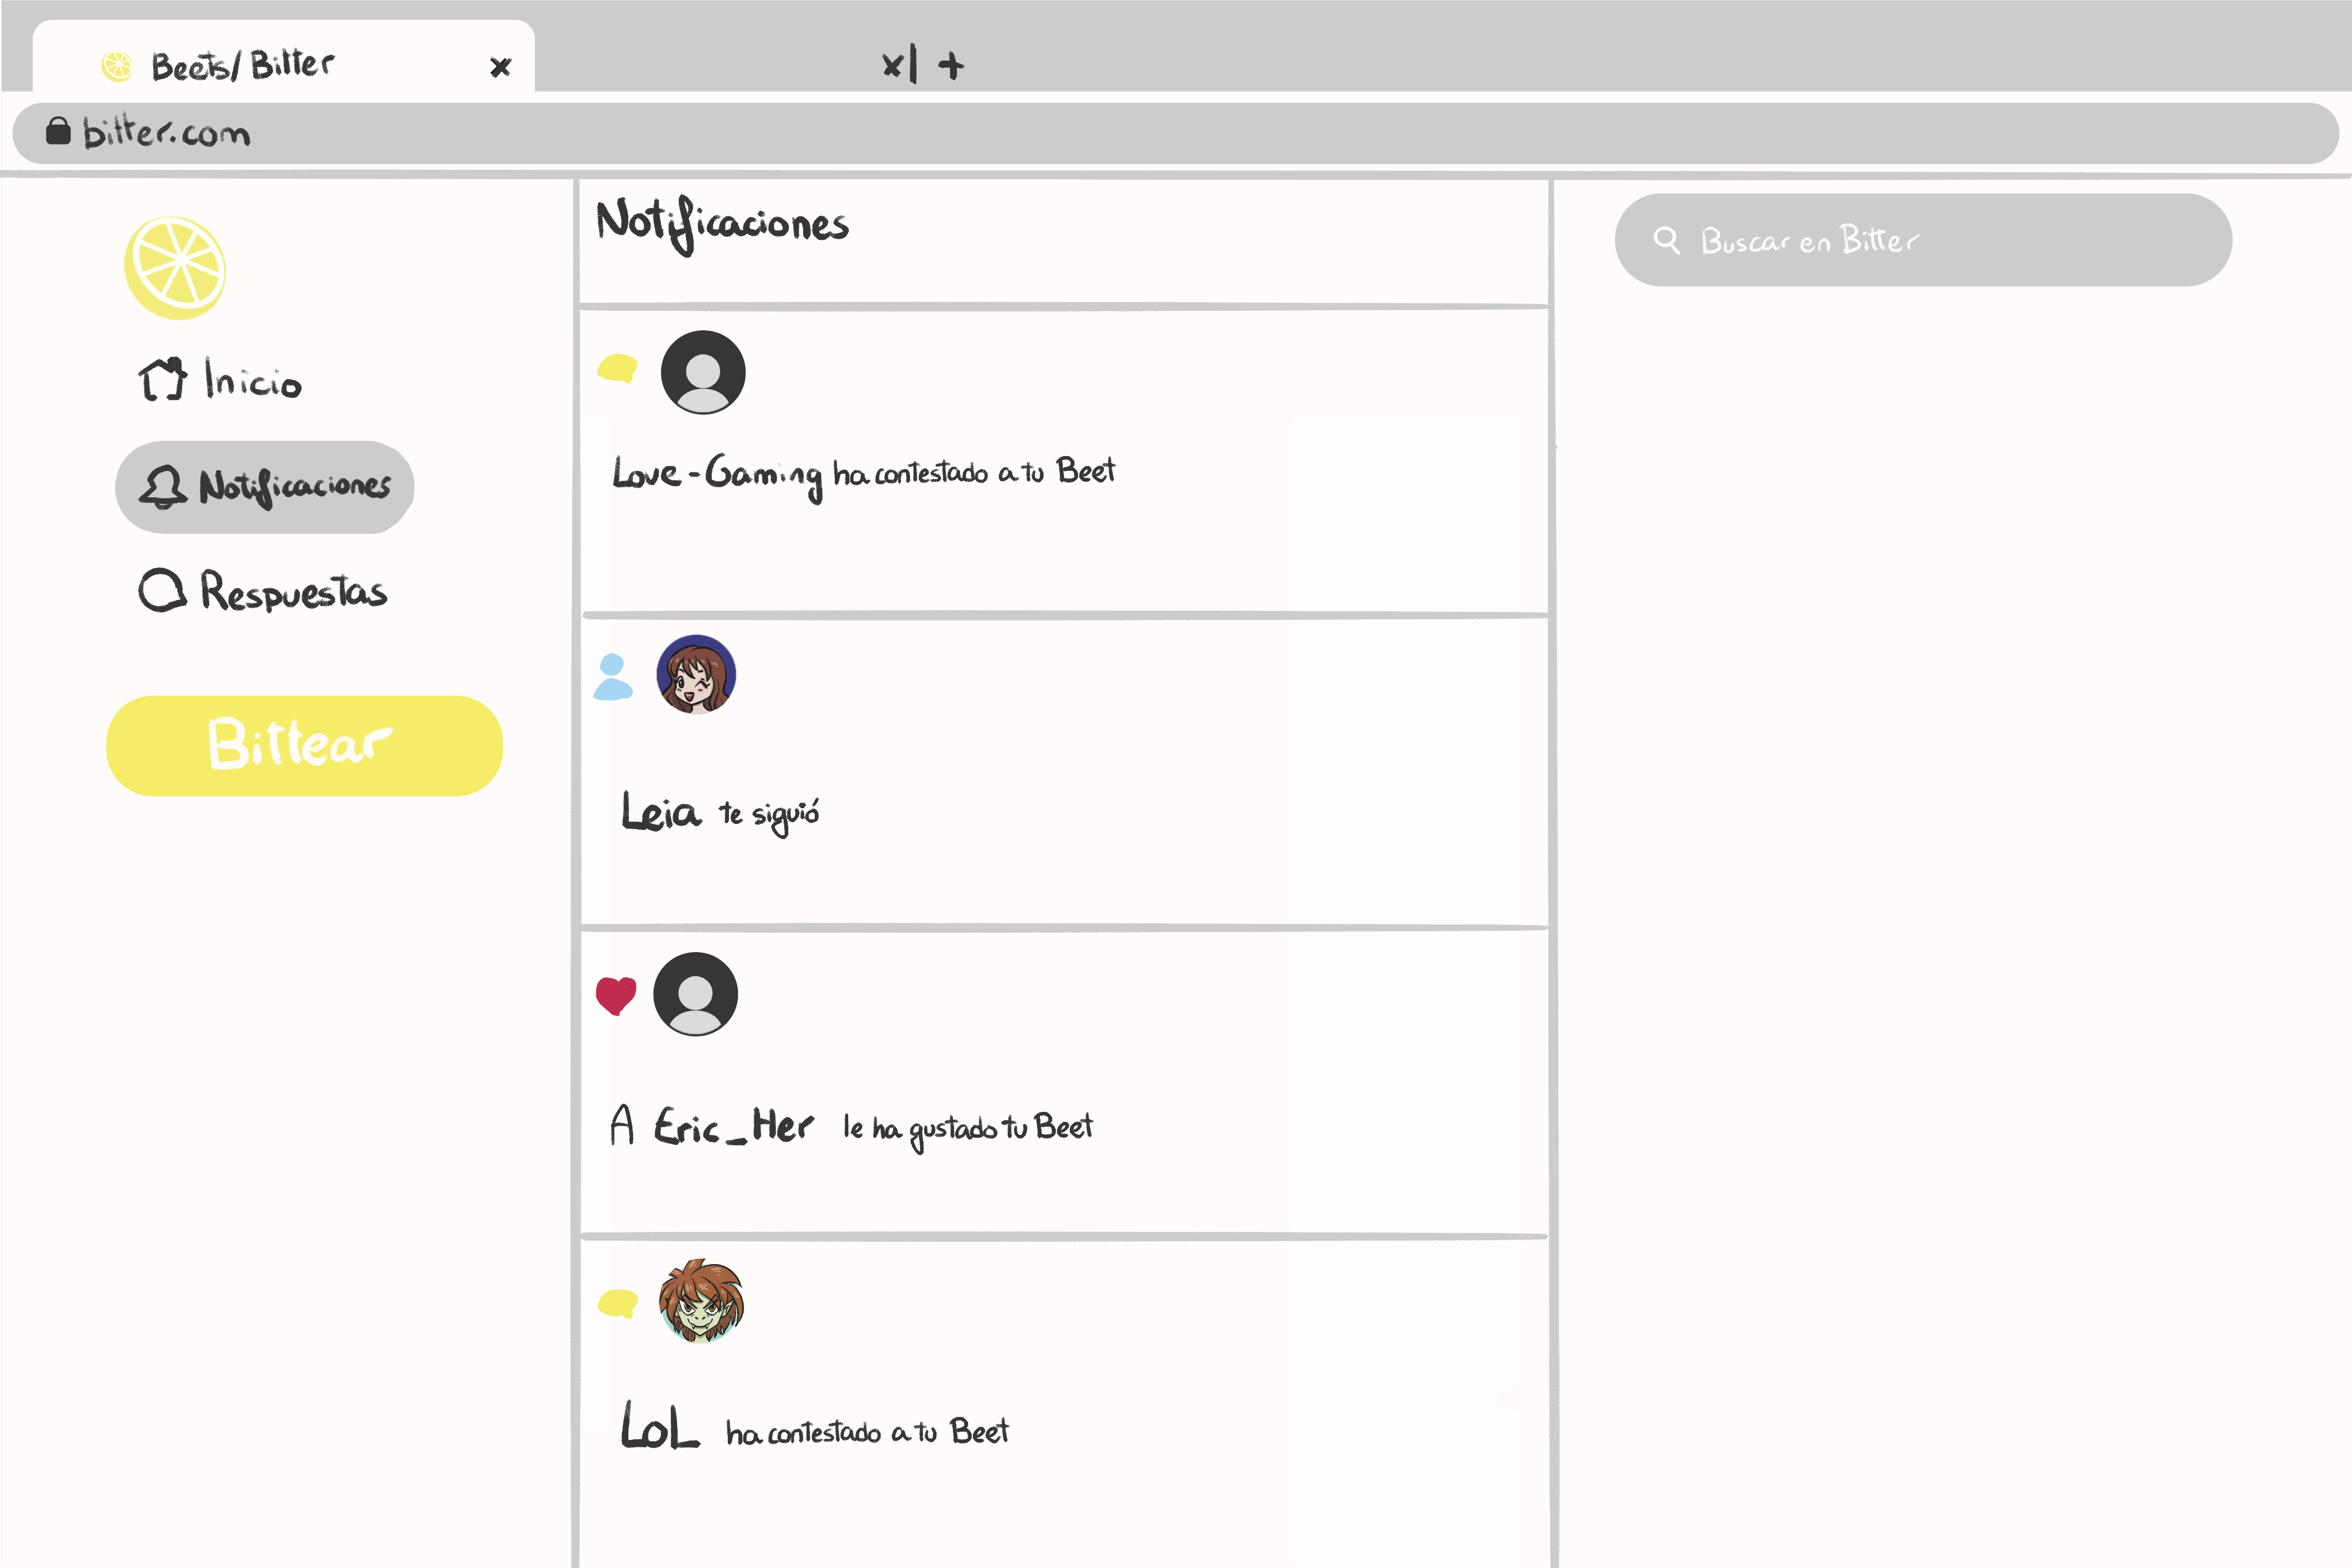 Beets/Bitter x x| +
bitter.com
Inicio
Notificaciones
Respuestas
Bittear
Notificaciones
Love-Gaming ha contestado a tu Beet
Leia te siguió
A Eric_Her le ha gustado tu Beet
LoL ha contestado a tu Beet
Buscar en Bitter